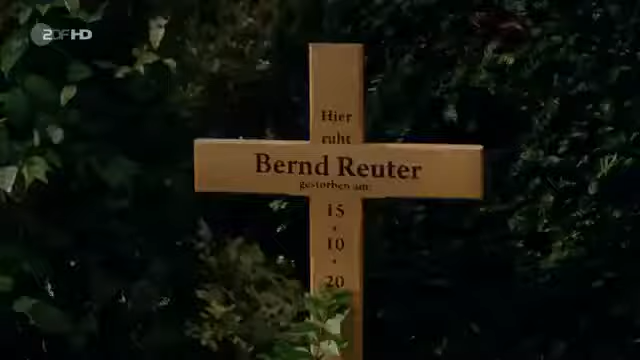 ZDFHD
Hier
ruht
Bernd Reuter
gestorben am:
15
.
10
.
20